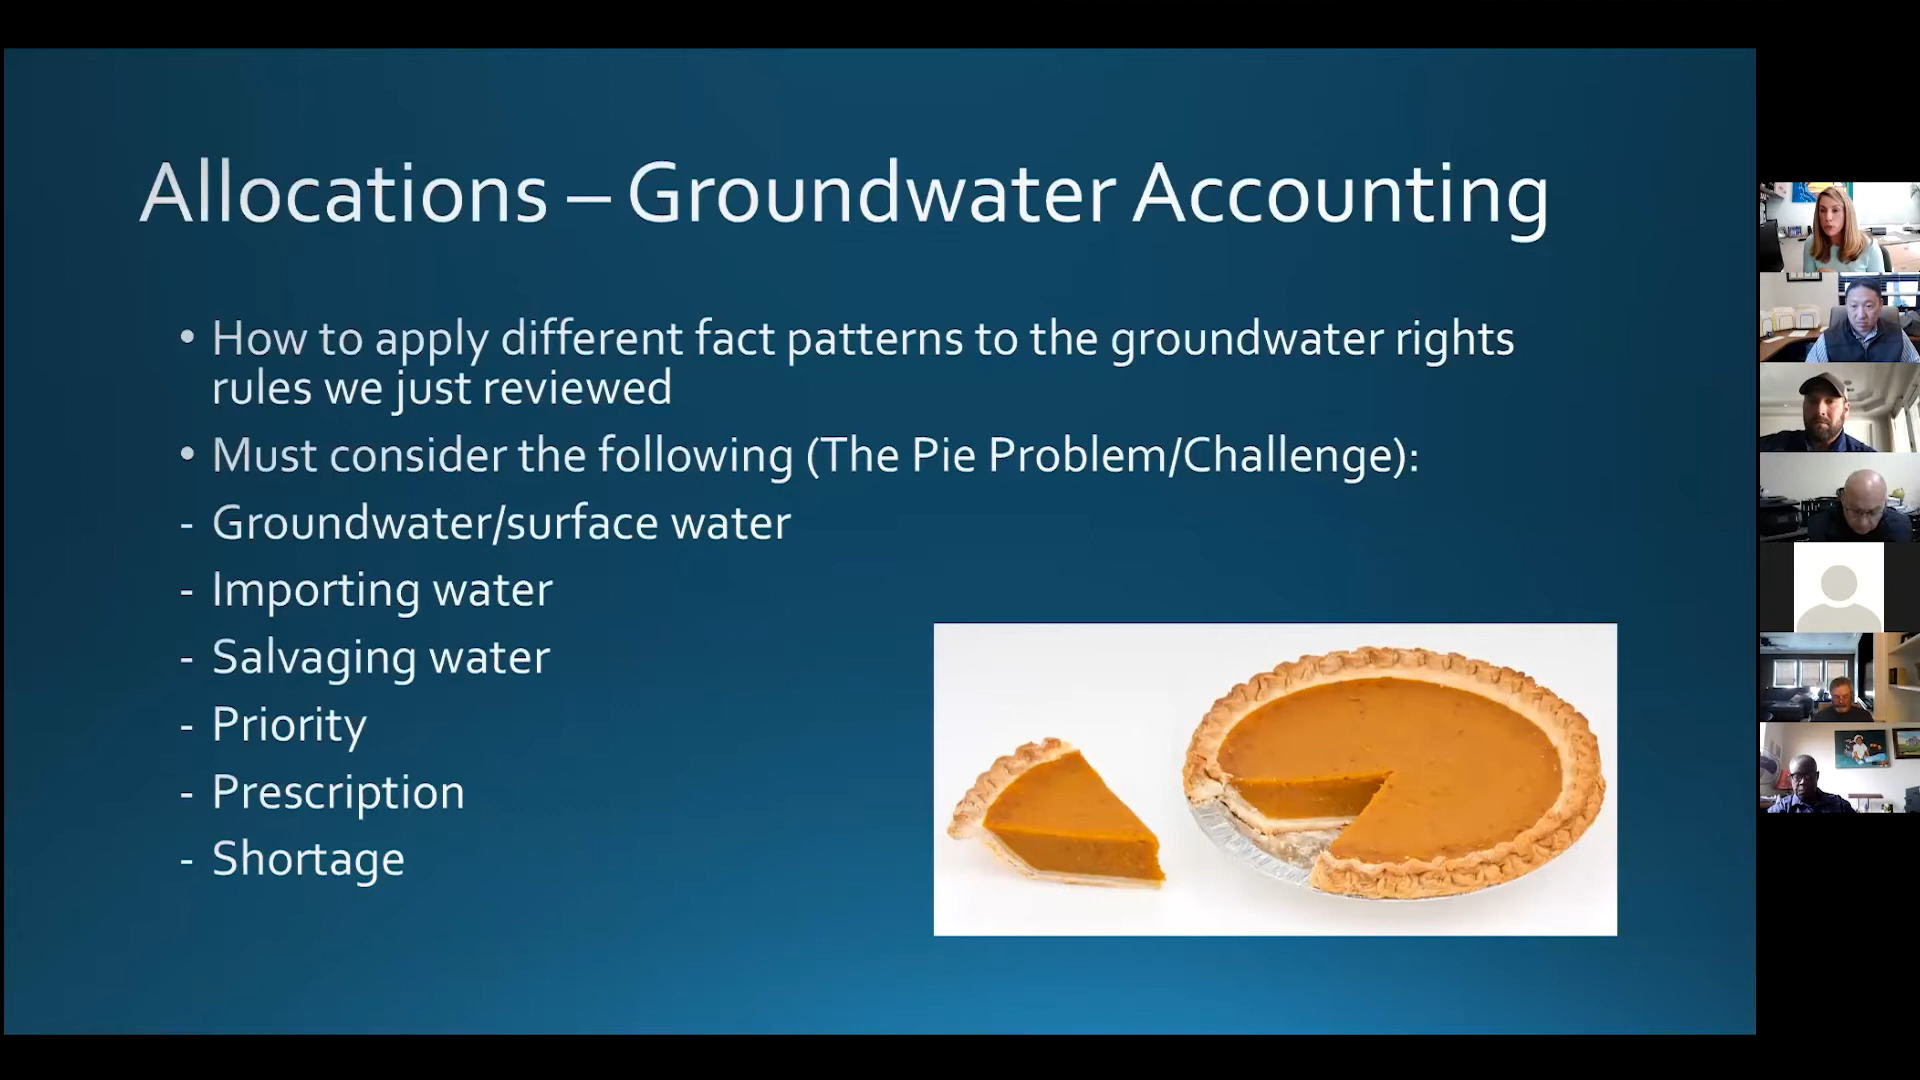 Allocations – Groundwater Accounting
• How to apply different fact patterns to the groundwater rights
rules we just reviewed
• Must consider the following (The Pie Problem/Challenge):
- Groundwater/surface water
- Importing water
- Salvaging water
- Priority
- Prescription
- Shortage